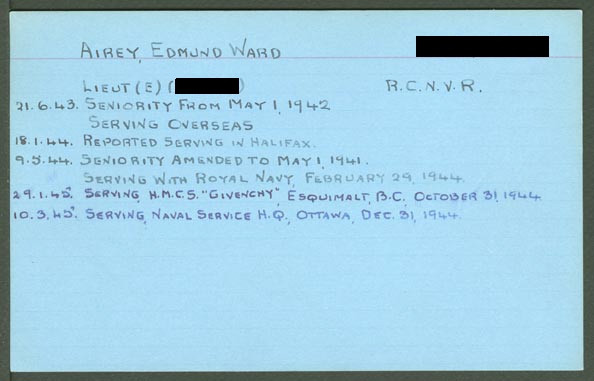 AIREY, EDMUND WARD
LIEUT (E) ( ) R.C.N.V.R.
21.6.43. SENIORITY FROM MAY 1, 1942
SERVING OVERSEAS
18.1.44. REPORTED SERVING IN HALIFAX.
9.5.44. SENIORITY AMENDED TO MAY 1, 1941.
SERVING WITH ROYAL NAVY, FEBRUARY 29, 1944.
29.1.45. SERVING, H.M.C.S. "GIVENCHY", ESQUIMALT, B.C. OCTOBER 31, 1944
10.3.45. SERVING, NAVAL SERVICE H.Q., OTTAWA, DEC. 31, 1944.